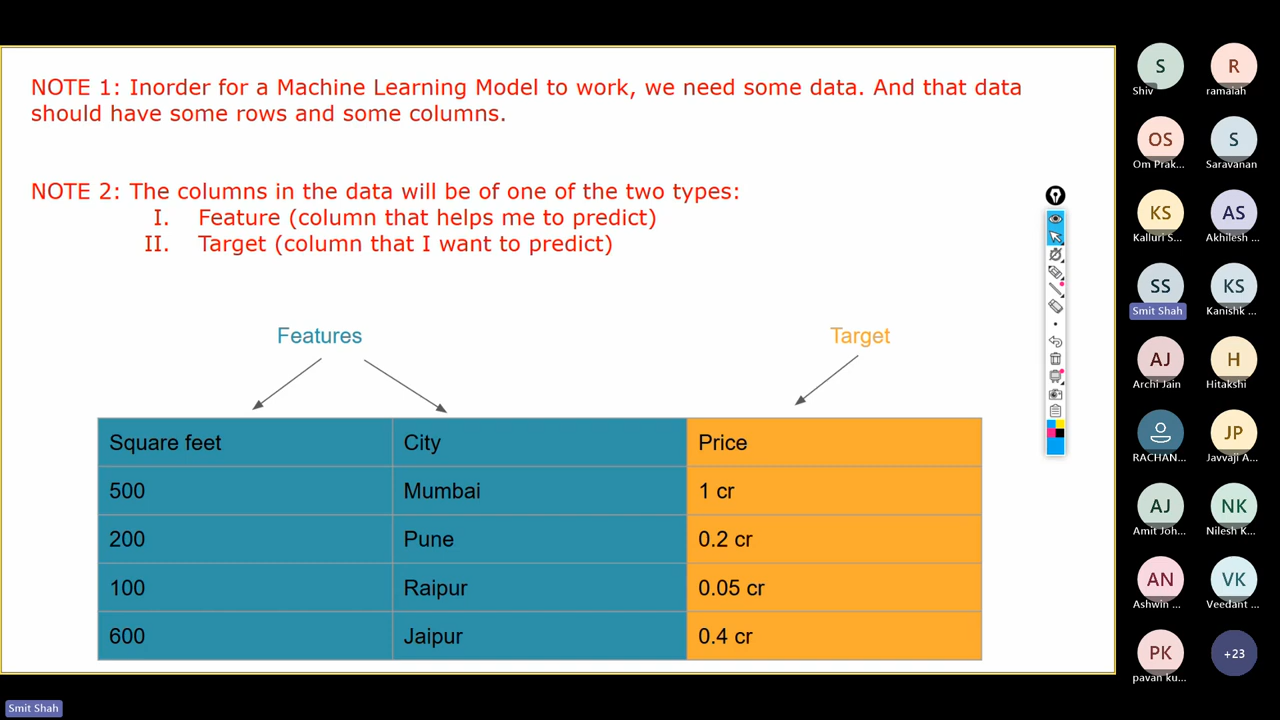 NOTE 1: Inorder for a Machine Learning Model to work, we need some data. And that data
should have some rows and some columns.
NOTE 2: The columns in the data will be of one of the two types:
I. Feature (column that helps me to predict)
II. Target (column that I want to predict)
Features Target
Square feet City Price
500 Mumbai 1 cr
200 Pune 0.2 cr
100 Raipur 0.05 cr
600 Jaipur 0.4 cr
S R
Shiv ramaiah
OS S
Om Prak... Saravanan
KS AS
Kalluri S... Akhilesh ...
SS KS
Smit Shah Kanishk ...
AJ H
Archi Jain Hitakshi
JP
RACHAN... Javvaji A...
AJ NK
Amit Joh... Nilesh K...
AN VK
Ashwin ... Veedant ...
PK +23
pavan ku...
Smit Shah